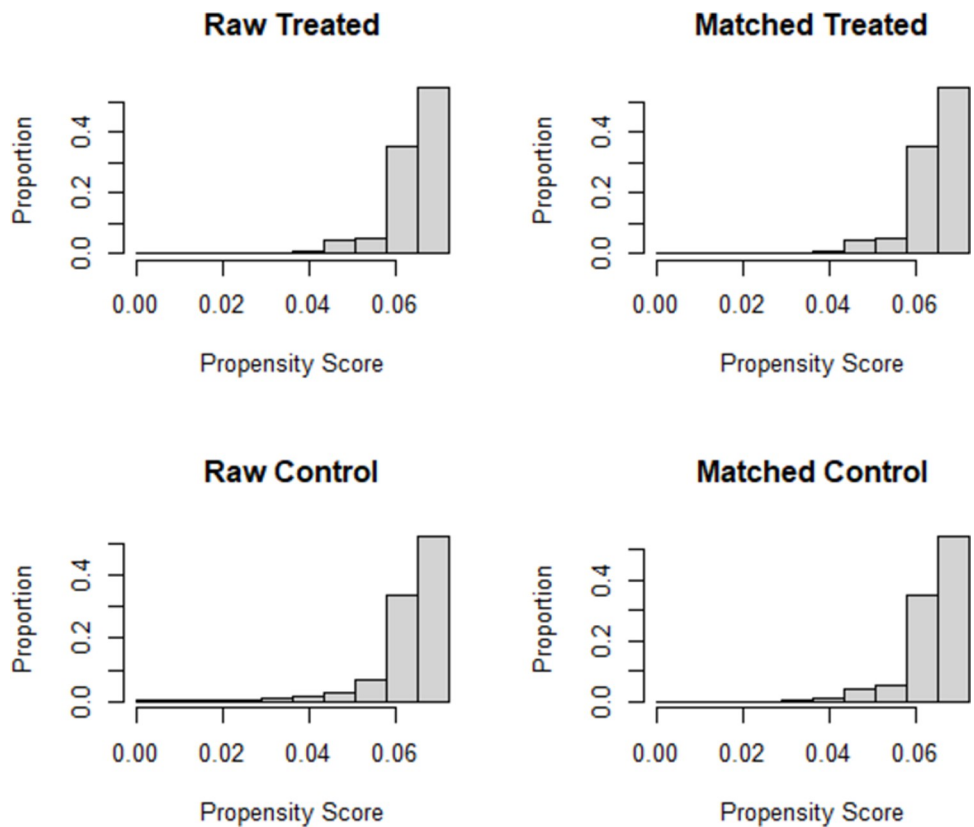 Raw Treated
Proportion
0.0 0.2 0.4
0.00 0.02 0.04 0.06
Propensity Score
Matched Treated
Proportion
0.0 0.2 0.4
0.00 0.02 0.04 0.06
Propensity Score
Raw Control
Proportion
0.0 0.2 0.4
0.00 0.02 0.04 0.06
Propensity Score
Matched Control
Proportion
0.0 0.2 0.4
0.00 0.02 0.04 0.06
Propensity Score